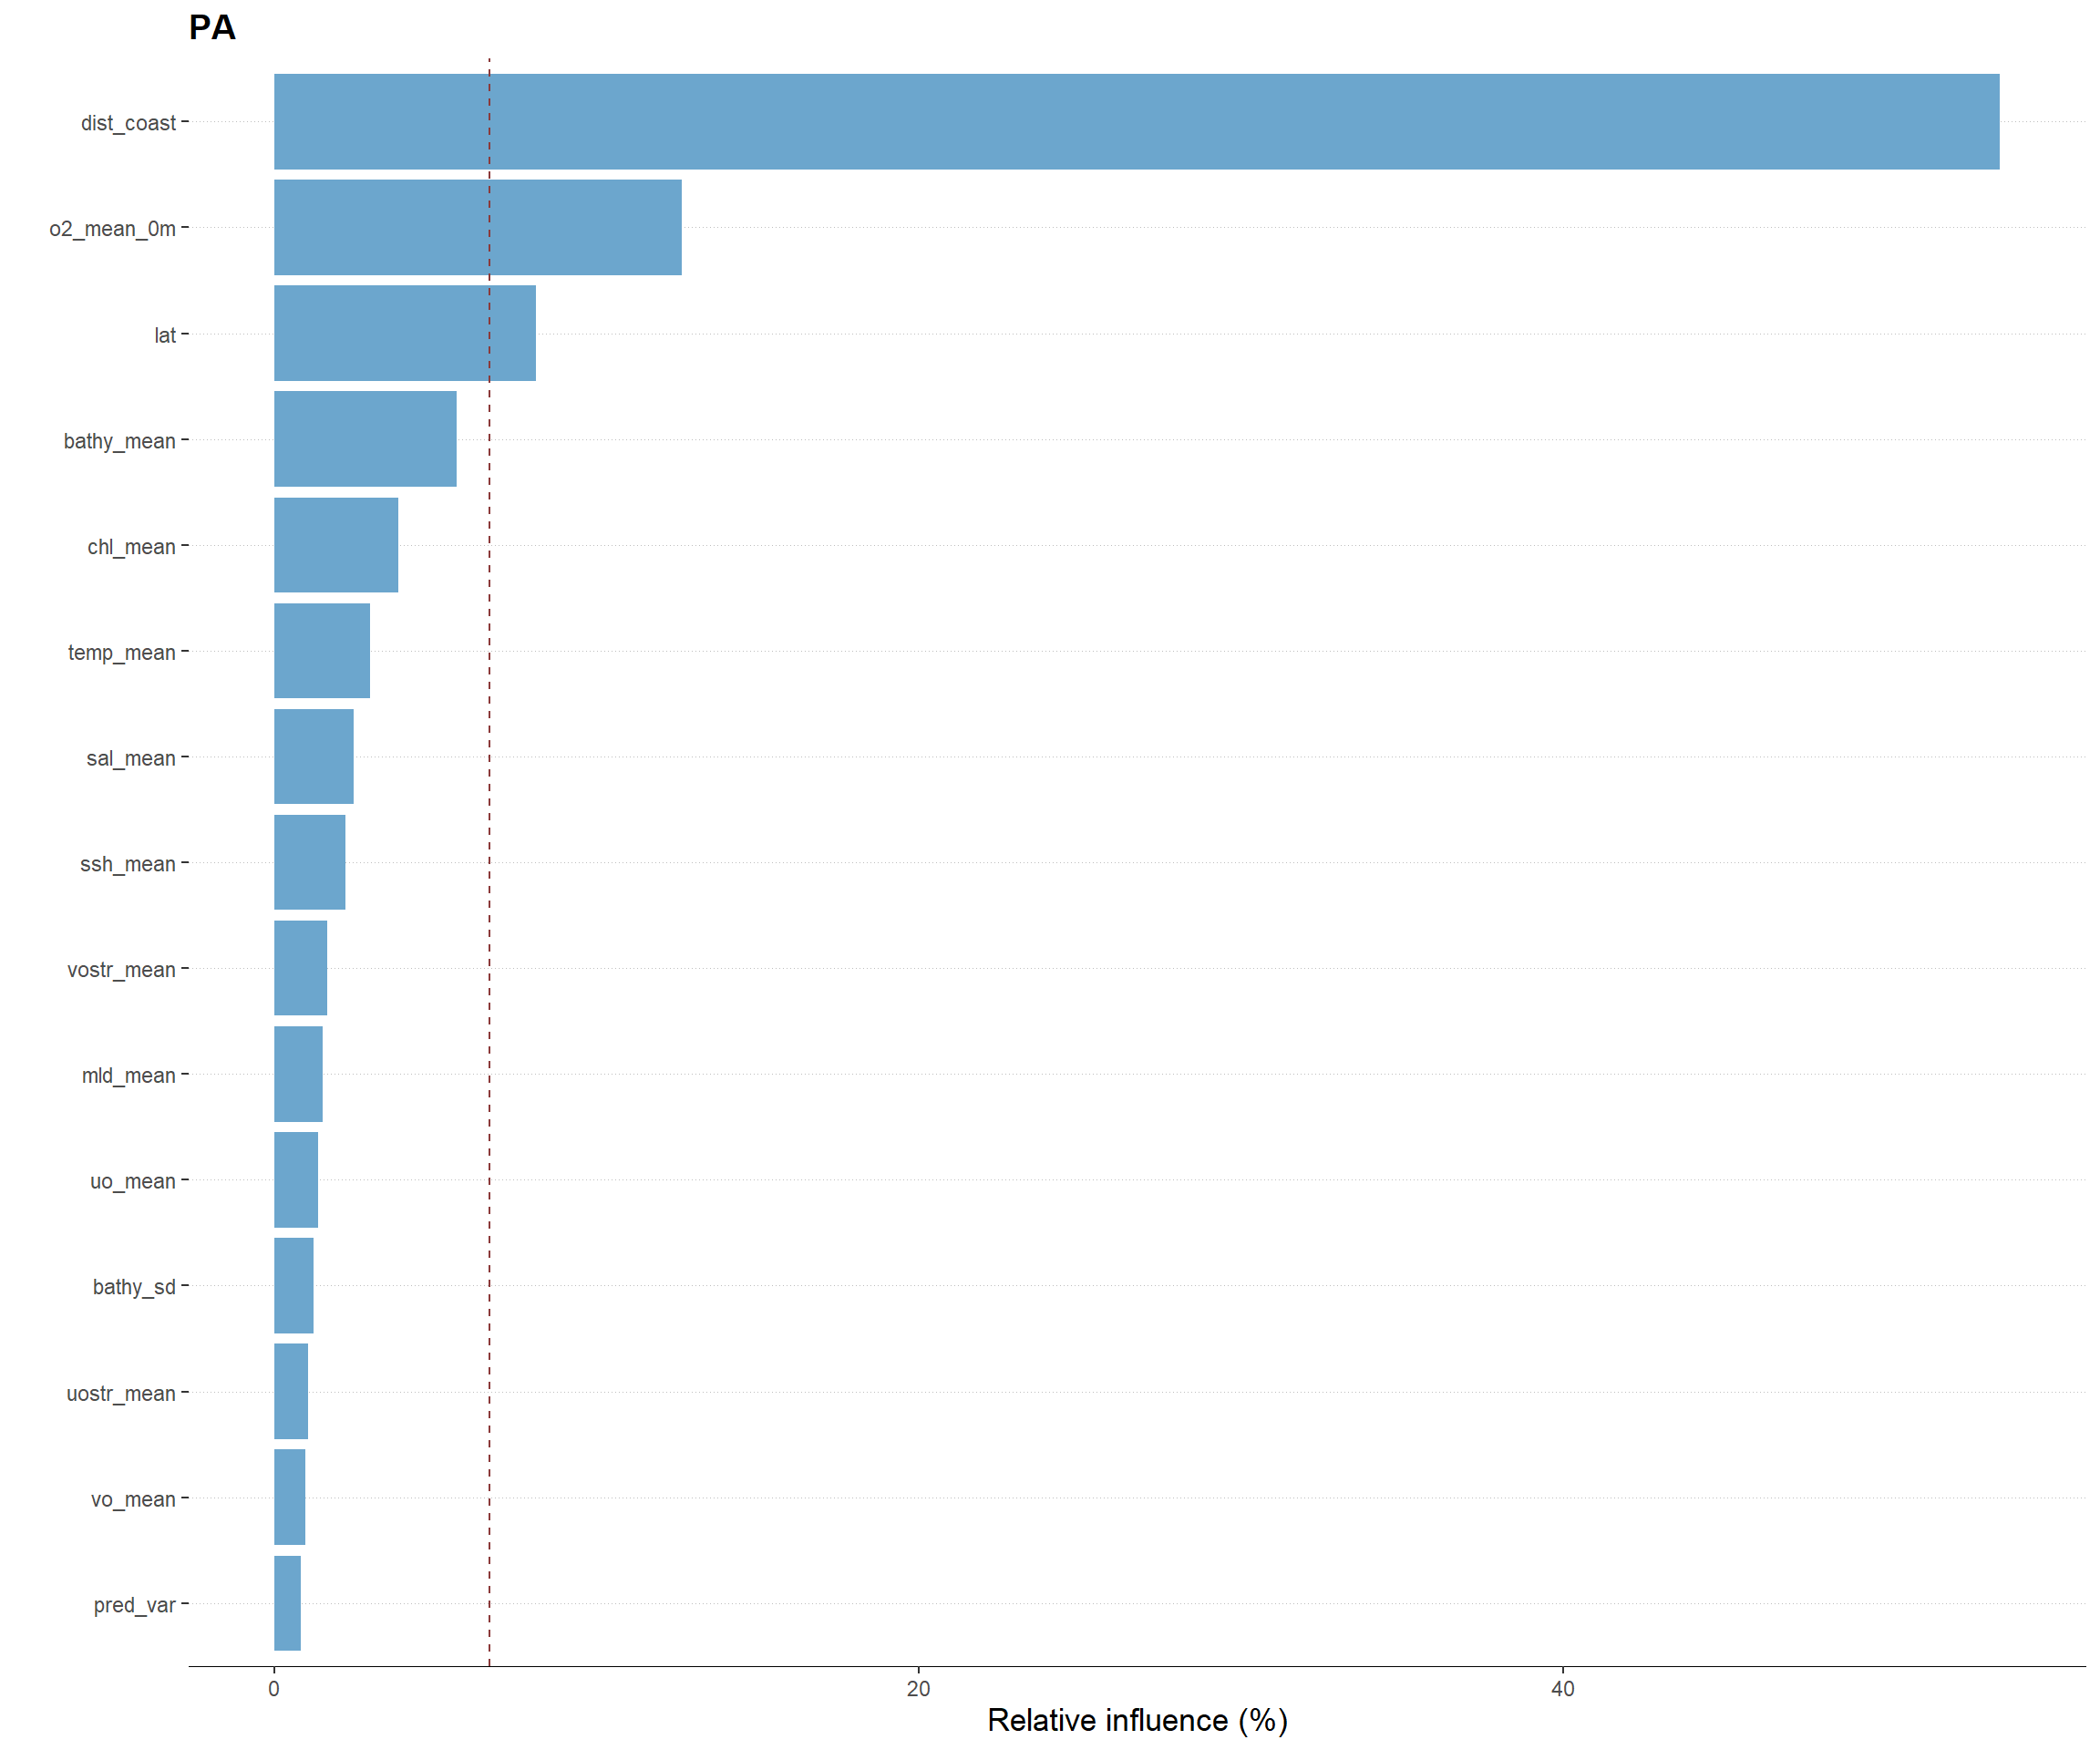 PA
dist_coast
o2_mean_0m
lat
bathy_mean
chl_mean
temp_mean
sal_mean
ssh_mean
vostr_mean
mld_mean
uo_mean
bathy_sd
uostr_mean
vo_mean
pred_var
0 20 40
Relative influence (%)